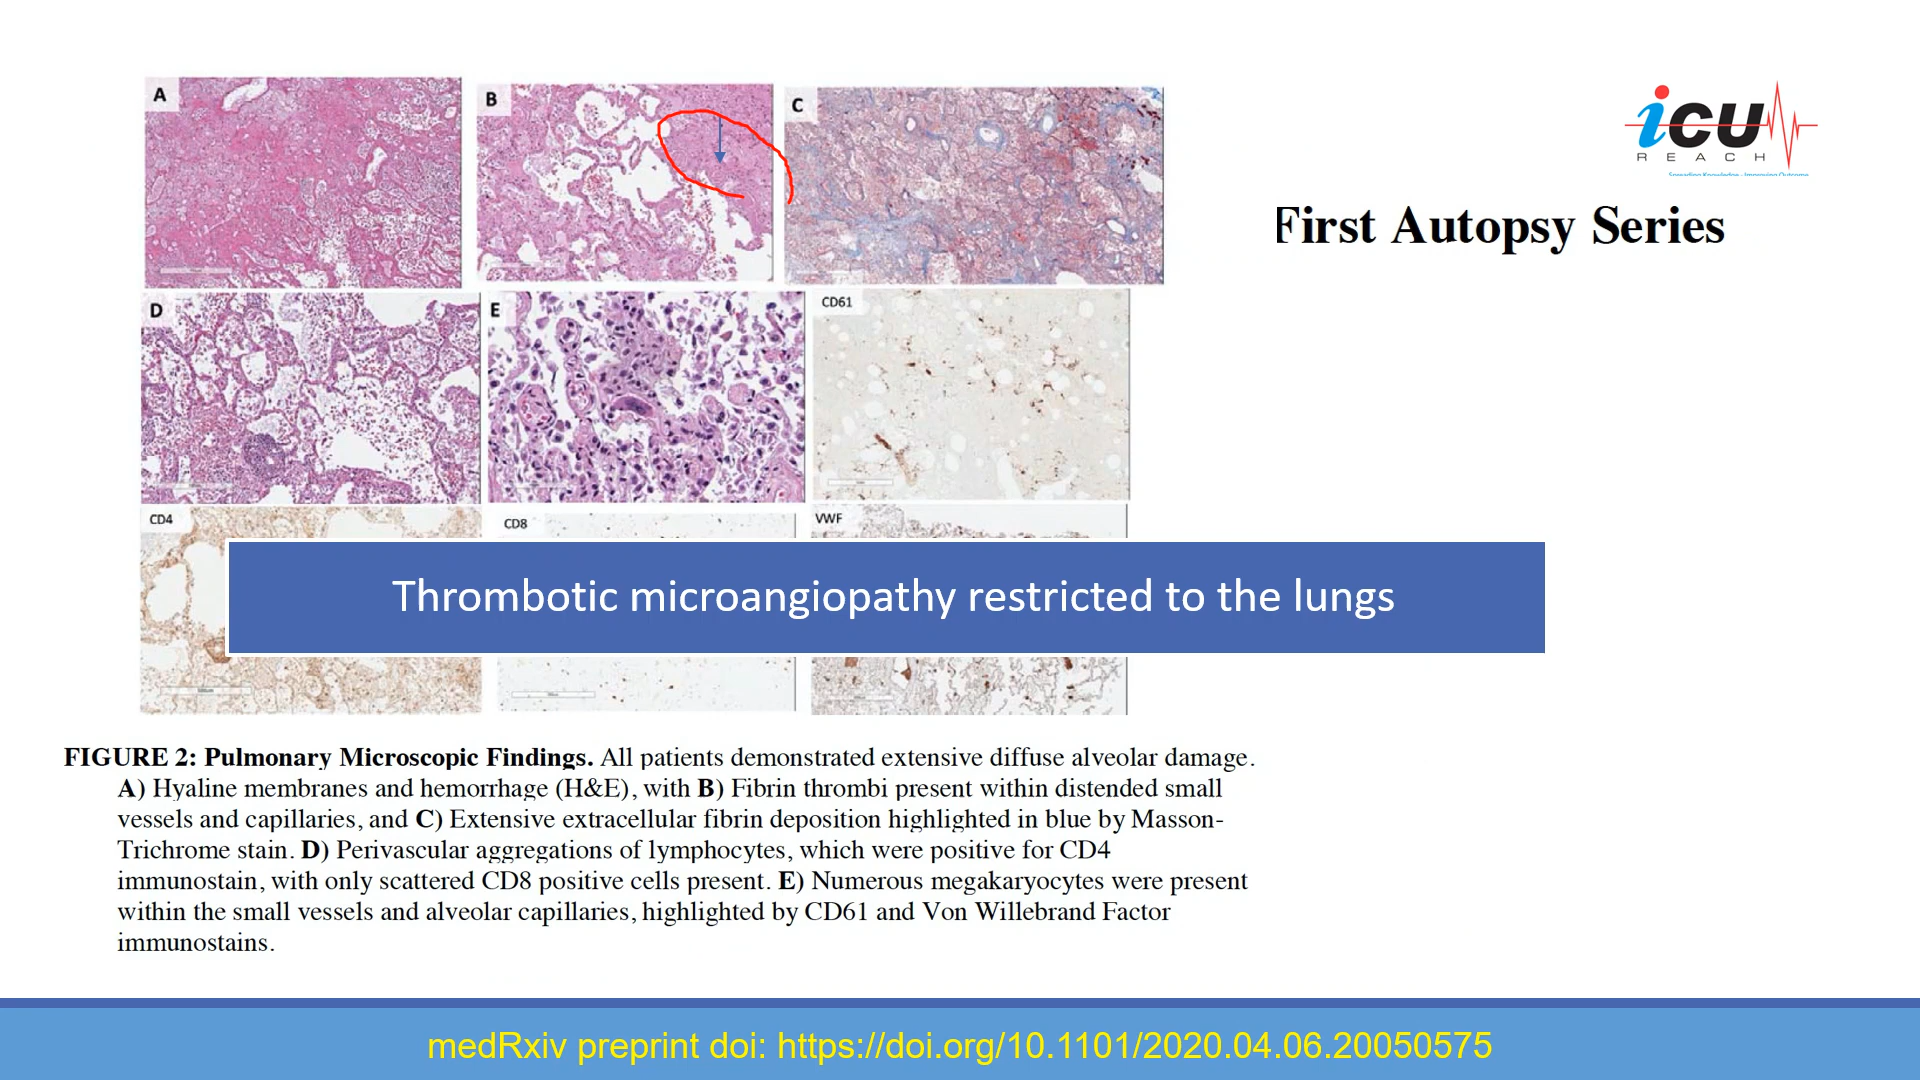 A
B
C
icu
REACH
Spreading Knowledge - Improving Outcome
First Autopsy Series
D
E
CD61
CD4
CD8
VWF
Thrombotic microangiopathy restricted to the lungs
FIGURE 2: Pulmonary Microscopic Findings. All patients demonstrated extensive diffuse alveolar damage.
A) Hyaline membranes and hemorrhage (H&E), with B) Fibrin thrombi present within distended small
vessels and capillaries, and C) Extensive extracellular fibrin deposition highlighted in blue by Masson-
Trichrome stain. D) Perivascular aggregations of lymphocytes, which were positive for CD4
immunostain, with only scattered CD8 positive cells present. E) Numerous megakaryocytes were present
within the small vessels and alveolar capillaries, highlighted by CD61 and Von Willebrand Factor
immunostains.
medRxiv preprint doi: https://doi.org/10.1101/2020.04.06.20050575